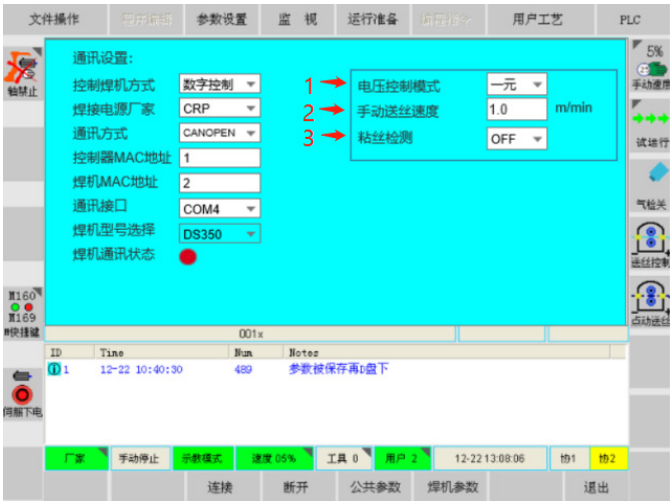 文件操作 程序编辑 参数设置 监 视 运行准备 编程指令 用户工艺 PLC
通讯设置:
控制焊机方式 数字控制
焊接电源厂家 CRP
通讯方式 CANOPEN
控制器MAC地址 1
焊机MAC地址 2
通讯接口 COM4
焊机型号选择 DS350
焊机通讯状态
1 电压控制模式 一元
2 手动送丝速度 1.0 m/min
3 粘丝检测 OFF
轴禁止
M160
M169
M快捷键
伺服下电
5%
手动速度
试运行
气检关
送丝控制
点动送丝
001x
ID Time Num Notes
1 12-22 10:40:30 489 参数被保存再D盘下
厂家 手动停止 示教模式 速度 05% 工具 0 用户 2 12-22 13:08:06 协1 协2
连接 断开 公共参数 焊机参数 退出